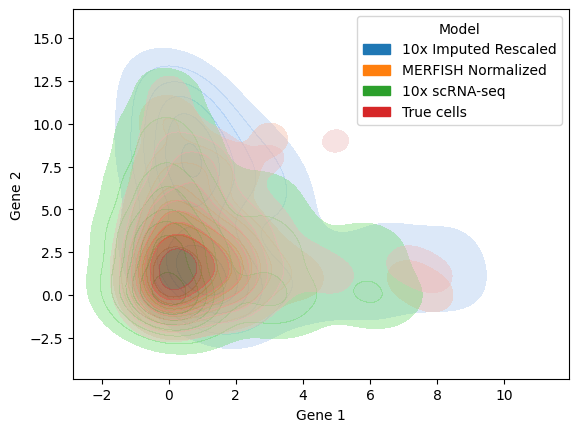 Model
10x Imputed Rescaled
MERFISH Normalized
10x scRNA-seq
True cells
15.0
12.5
10.0
7.5
5.0
2.5
0.0
−2.5
Gene 2
−2 0 2 4 6 8 10
Gene 1